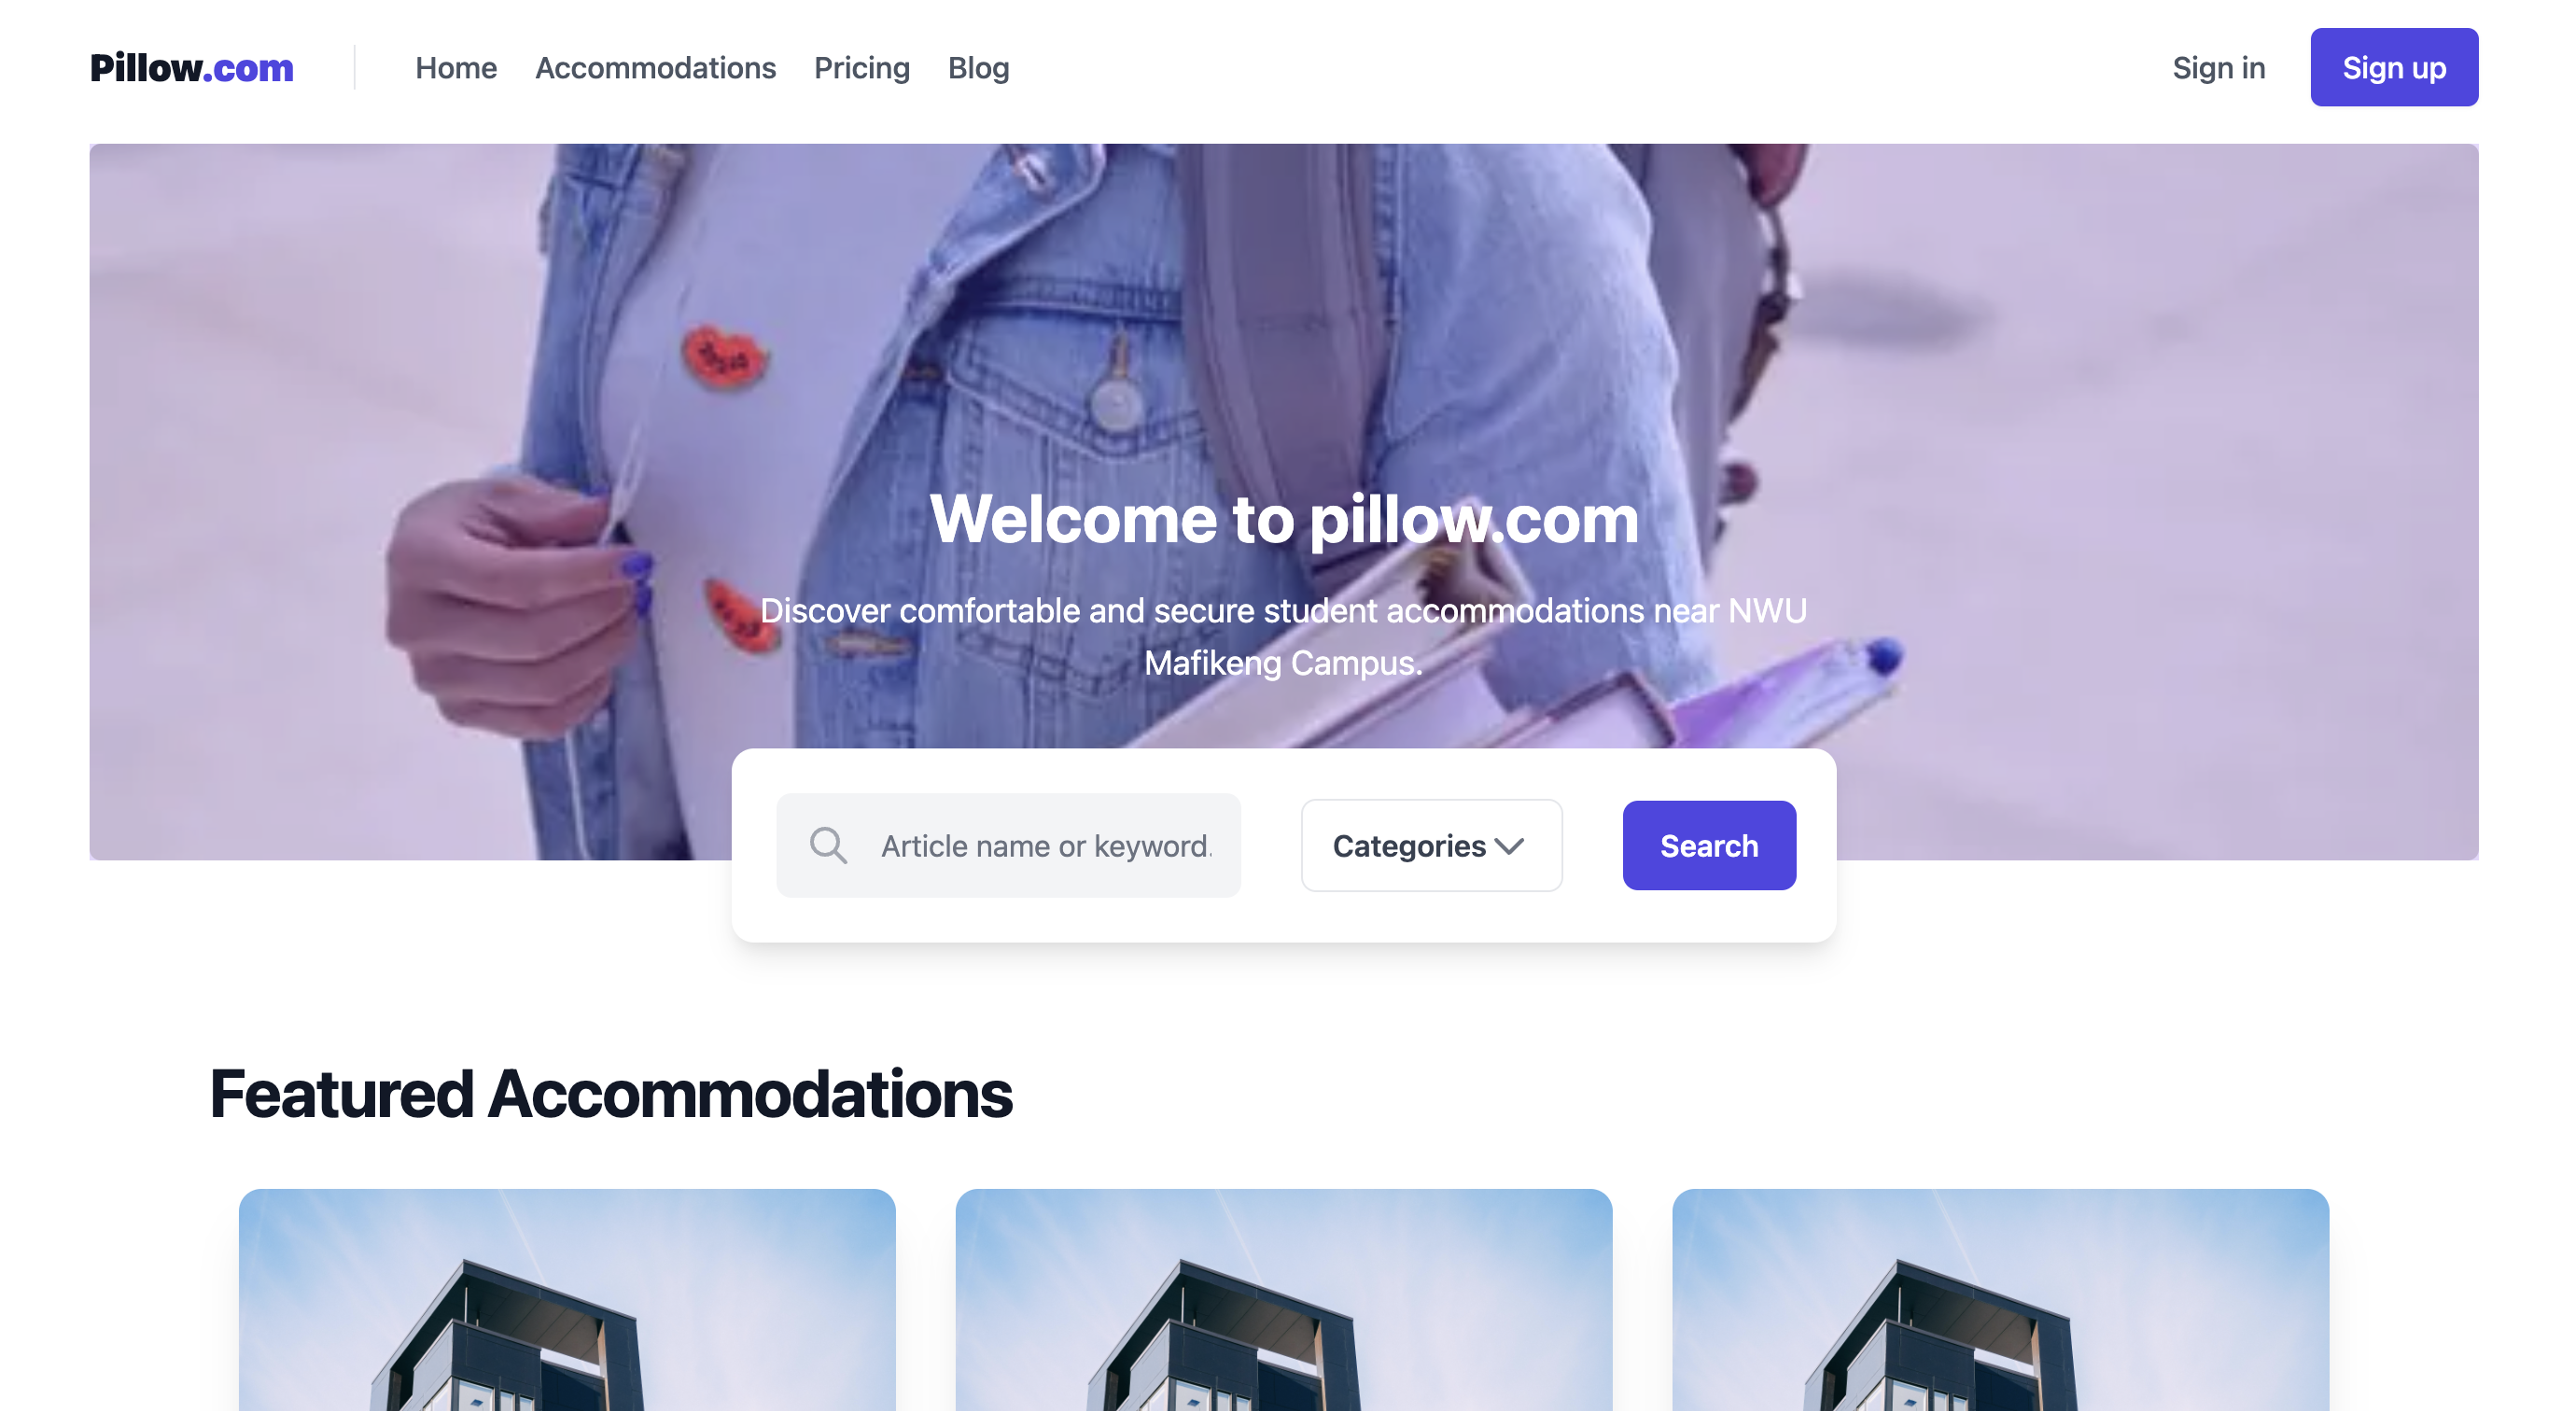 Pillow.com
Home Accommodations Pricing Blog
Sign in
Sign up
Welcome to pillow.com
Discover comfortable and secure student accommodations near NWU
Mafikeng Campus.
Article name or keyword.
Categories
Search
Featured Accommodations